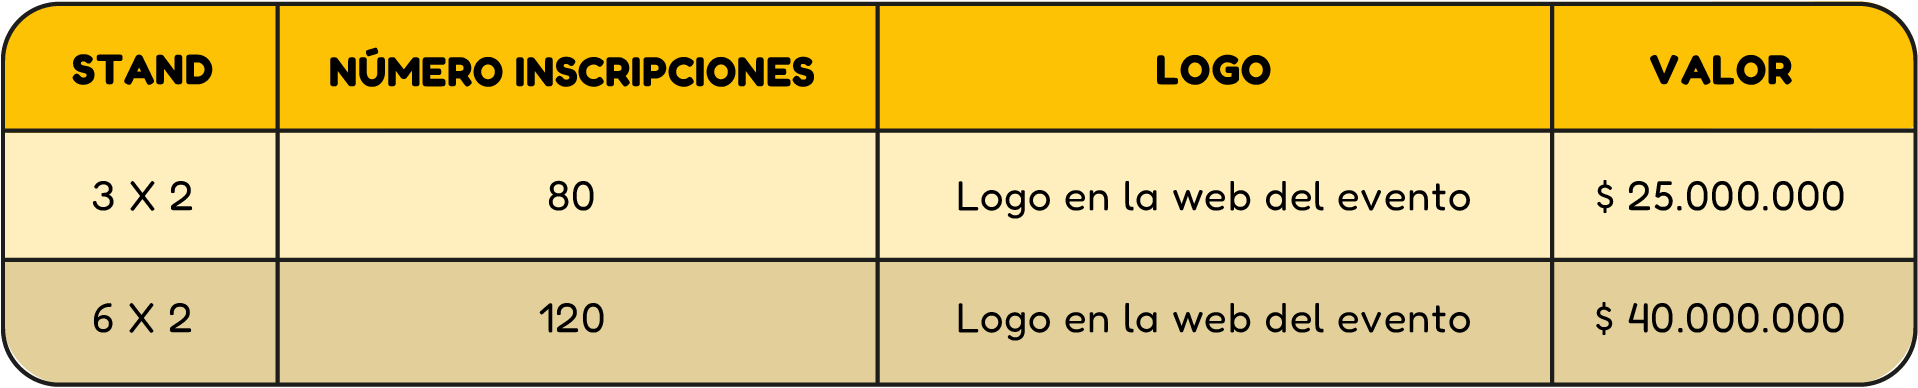 STAND NÚMERO INSCRIPCIONES LOGO VALOR
3 X 2 80 Logo en la web del evento $ 25.000.000
6 X 2 120 Logo en la web del evento $ 40.000.000